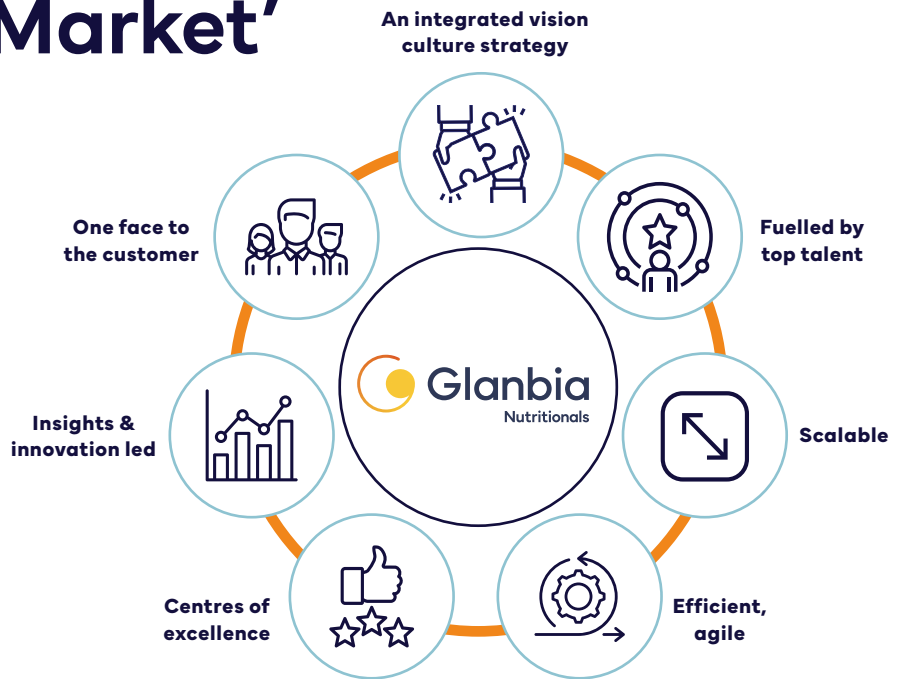 Market’
An integrated vision
culture strategy
One face to
the customer
Fuelled by
top talent
Glanbia
Nutritionals
Insights &
innovation led
Scalable
Centres of
excellence
Efficient,
agile